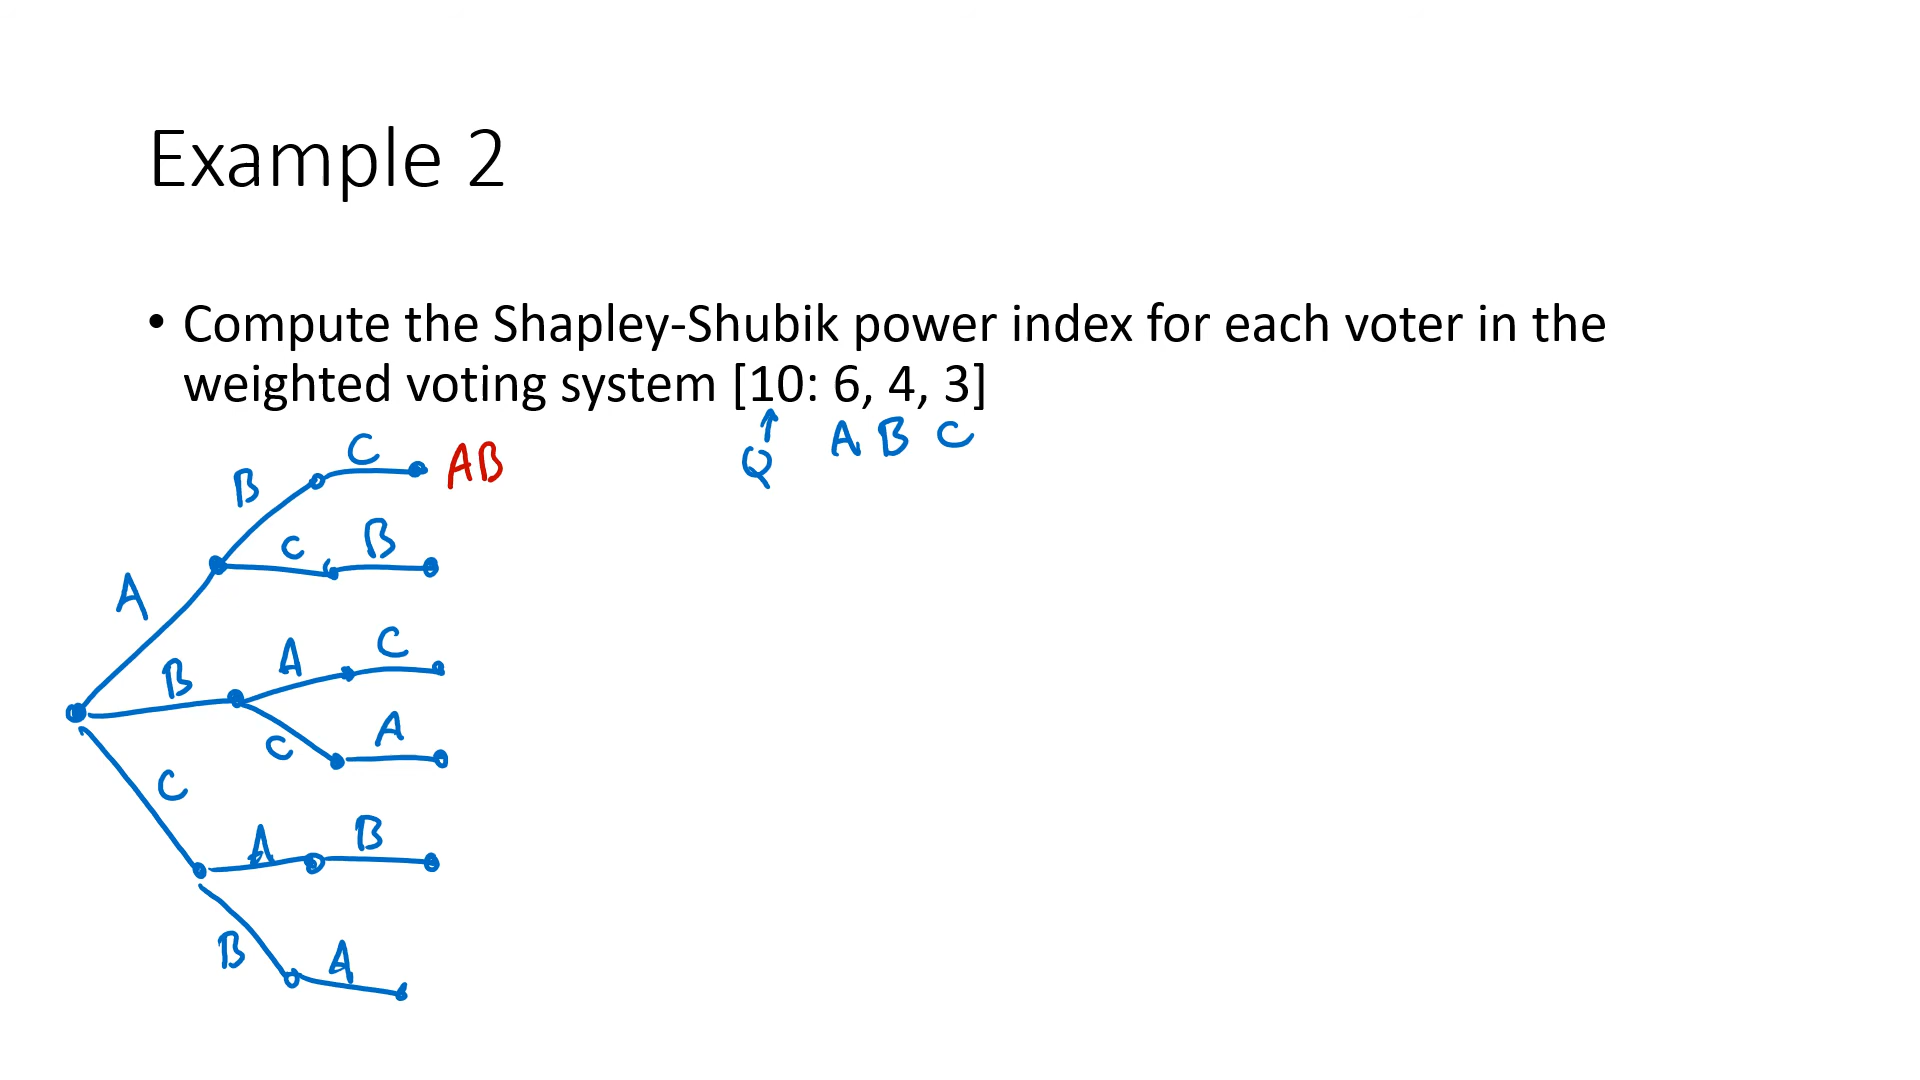 Example 2
• Compute the Shapley-Shubik power index for each voter in the
weighted voting system [10: 6, 4, 3]
Q A B C
B C AB
C B
A
B A C
C A
C
A B
B A